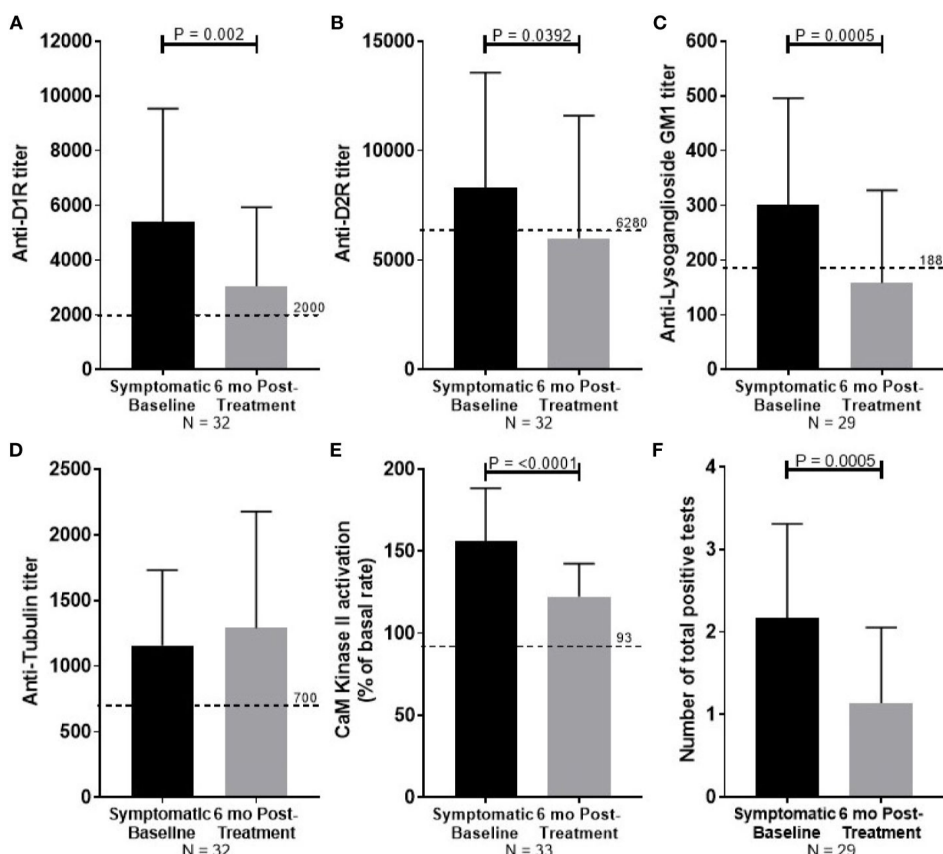 A
12000
10000
8000
6000
4000
2000
0
Anti-D1R titer
P = 0.002
2000
Symptomatic 6 mo Post-
Baseline Treatment
N = 32
B
15000
10000
5000
0
Anti-D2R titer
P = 0.0392
6280
Symptomatic 6 mo Post-
Baseline Treatment
N = 32
C
600
500
400
300
200
100
0
Anti-Lysoganglioside GM1 titer
P = 0.0005
188
Symptomatic 6 mo Post-
Baseline Treatment
N = 29
D
2500
2000
1500
1000
500
0
Anti-Tubulin titer
700
Symptomatic 6 mo Post-
Baseline Treatment
N = 32
E
200
150
100
50
0
CaM Kinase II activation
(% of basal rate)
P = <0.0001
93
Symptomatic 6 mo Post-
Baseline Treatment
N = 33
F
4
3
2
1
0
Number of total positive tests
P = 0.0005
Symptomatic 6 mo Post-
Baseline Treatment
N = 29